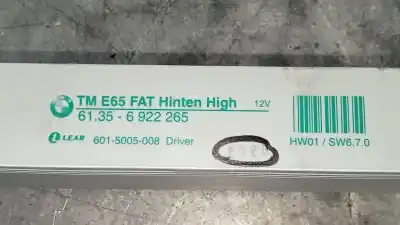 TM E65 FAT Hinten High 12V
61.35 - 6 922 265
LEAR 601-5005-008 Driver
HW01 / SW6.7.0